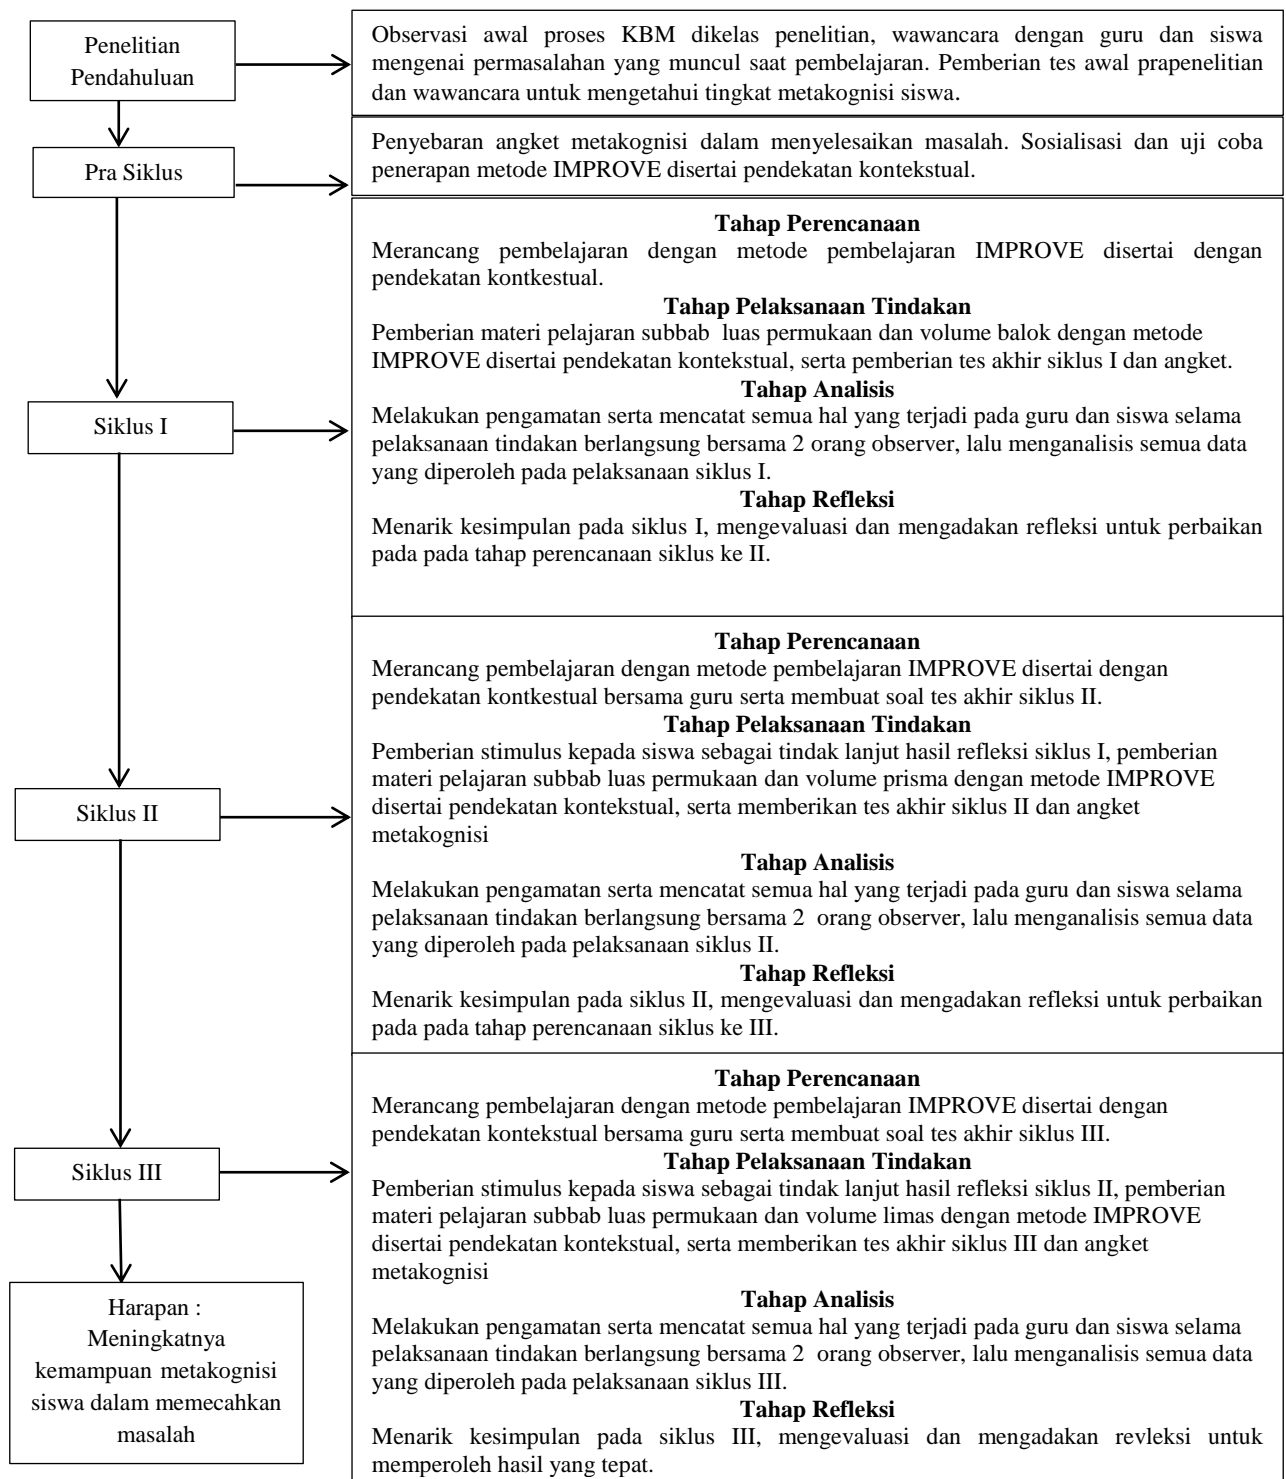 Penelitian
Pendahuluan
Observasi awal proses KBM dikelas penelitian, wawancara dengan guru dan siswa
mengenai permasalahan yang muncul saat pembelajaran. Pemberian tes awal prapenelitian
dan wawancara untuk mengetahui tingkat metakognisi siswa.
Pra Siklus
Penyebaran angket metakognisi dalam menyelesaikan masalah. Sosialisasi dan uji coba
penerapan metode IMPROVE disertai pendekatan kontekstual.
Siklus I
Tahap Perencanaan
Merancang pembelajaran dengan metode pembelajaran IMPROVE disertai dengan
pendekatan kontkestual.
Tahap Pelaksanaan Tindakan
Pemberian materi pelajaran subbab luas permukaan dan volume balok dengan metode
IMPROVE disertai pendekatan kontekstual, serta pemberian tes akhir siklus I dan angket.
Tahap Analisis
Melakukan pengamatan serta mencatat semua hal yang terjadi pada guru dan siswa selama
pelaksanaan tindakan berlangsung bersama 2 orang observer, lalu menganalisis semua data
yang diperoleh pada pelaksanaan siklus I.
Tahap Refleksi
Menarik kesimpulan pada siklus I, mengevaluasi dan mengadakan refleksi untuk perbaikan
pada pada tahap perencanaan siklus ke II.
Siklus II
Tahap Perencanaan
Merancang pembelajaran dengan metode pembelajaran IMPROVE disertai dengan
pendekatan kontkestual bersama guru serta membuat soal tes akhir siklus II.
Tahap Pelaksanaan Tindakan
Pemberian stimulus kepada siswa sebagai tindak lanjut hasil refleksi siklus I, pemberian
materi pelajaran subbab luas permukaan dan volume prisma dengan metode IMPROVE
disertai pendekatan kontekstual, serta memberikan tes akhir siklus II dan angket
metakognisi
Tahap Analisis
Melakukan pengamatan serta mencatat semua hal yang terjadi pada guru dan siswa selama
pelaksanaan tindakan berlangsung bersama 2 orang observer, lalu menganalisis semua data
yang diperoleh pada pelaksanaan siklus II.
Tahap Refleksi
Menarik kesimpulan pada siklus II, mengevaluasi dan mengadakan refleksi untuk perbaikan
pada pada tahap perencanaan siklus ke III.
Siklus III
Tahap Perencanaan
Merancang pembelajaran dengan metode pembelajaran IMPROVE disertai dengan
pendekatan kontekstual bersama guru serta membuat soal tes akhir siklus III.
Tahap Pelaksanaan Tindakan
Pemberian stimulus kepada siswa sebagai tindak lanjut hasil refleksi siklus II, pemberian
materi pelajaran subbab luas permukaan dan volume limas dengan metode IMPROVE
disertai pendekatan kontekstual, serta memberikan tes akhir siklus III dan angket
metakognisi
Tahap Analisis
Melakukan pengamatan serta mencatat semua hal yang terjadi pada guru dan siswa selama
pelaksanaan tindakan berlangsung bersama 2 orang observer, lalu menganalisis semua data
yang diperoleh pada pelaksanaan siklus III.
Tahap Refleksi
Menarik kesimpulan pada siklus III, mengevaluasi dan mengadakan revleksi untuk
memperoleh hasil yang tepat.
Harapan :
Meningkatnya
kemampuan metakognisi
siswa dalam memecahkan
masalah